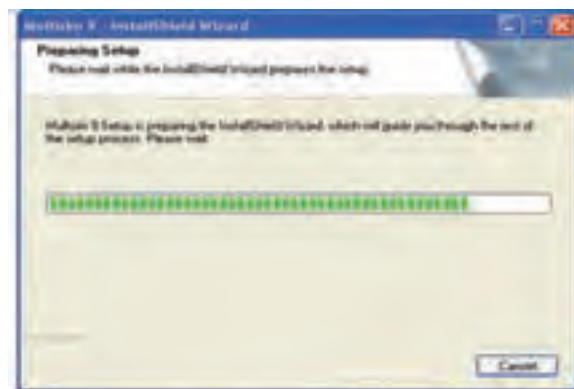 Multisim 9 - InstallShield Wizard
Preparing Setup
Please wait while the InstallShield Wizard prepares the setup.
Multisim 9 Setup is preparing the InstallShield Wizard, which will guide you through the rest of
the setup process. Please wait.
Cancel